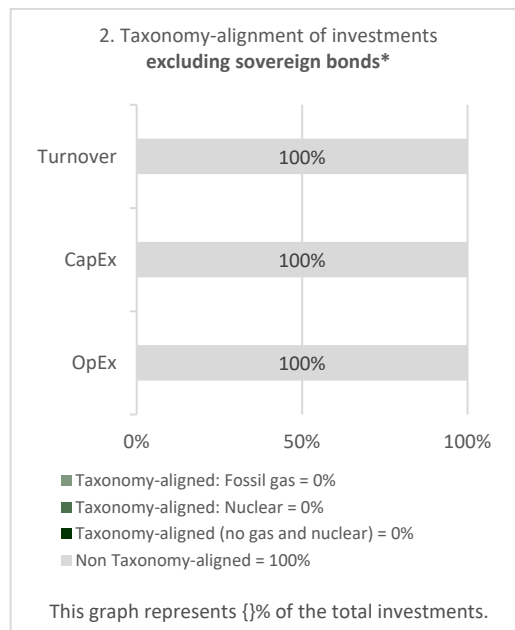 2. Taxonomy-alignment of investments
excluding sovereign bonds*
Turnover
100%
CapEx
100%
OpEx
100%
0%
50%
100%
Taxonomy-aligned: Fossil gas = 0%
Taxonomy-aligned: Nuclear = 0%
Taxonomy-aligned (no gas and nuclear) = 0%
Non Taxonomy-aligned = 100%
This graph represents {}% of the total investments.